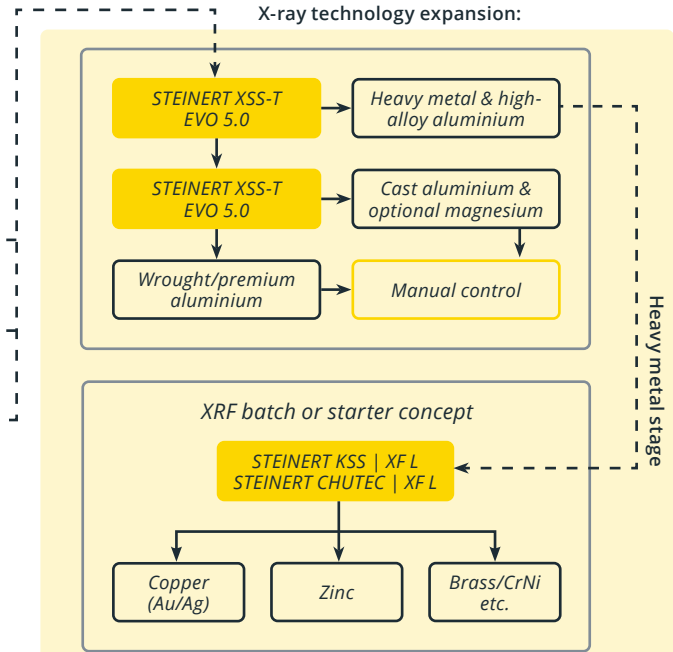 X-ray technology expansion:
STEINERT XSS-T
EVO 5.0
Heavy metal & high-
alloy aluminium
STEINERT XSS-T
EVO 5.0
Cast aluminium &
optional magnesium
Wrought/premium
aluminium
Manual control
Heavy metal stage
XRF batch or starter concept
STEINERT KSS | XF L
STEINERT CHUTEC | XF L
Copper
(Au/Ag)
Zinc
Brass/CrNi
etc.